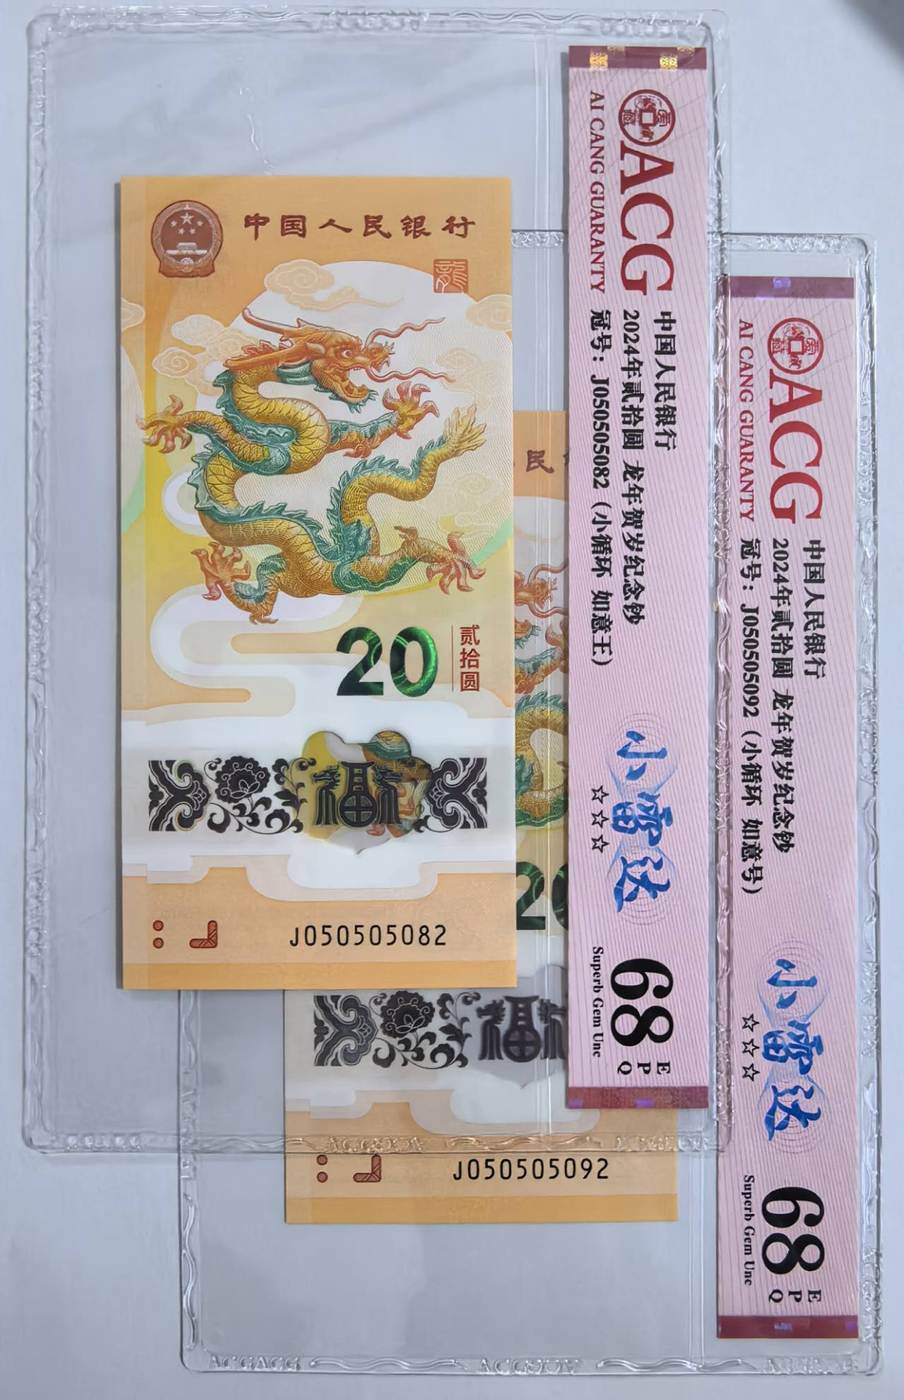 中国人民银行
龙
20
贰拾圆
福
J050505082
ACG
AI CANG GUARANTY
中国人民银行
2024年贰拾圆 龙年贺岁纪念钞
冠号：J050505082（小循环 如意王）
小雷达
☆☆☆
68
EPQ
Superb Gem Unc
民
20
福
J050505092
ACG
AI CANG GUARANTY
中国人民银行
2024年贰拾圆 龙年贺岁纪念钞
冠号：J050505092（小循环 如意号）
小雷达
☆☆☆
68
EPQ
Superb Gem Unc